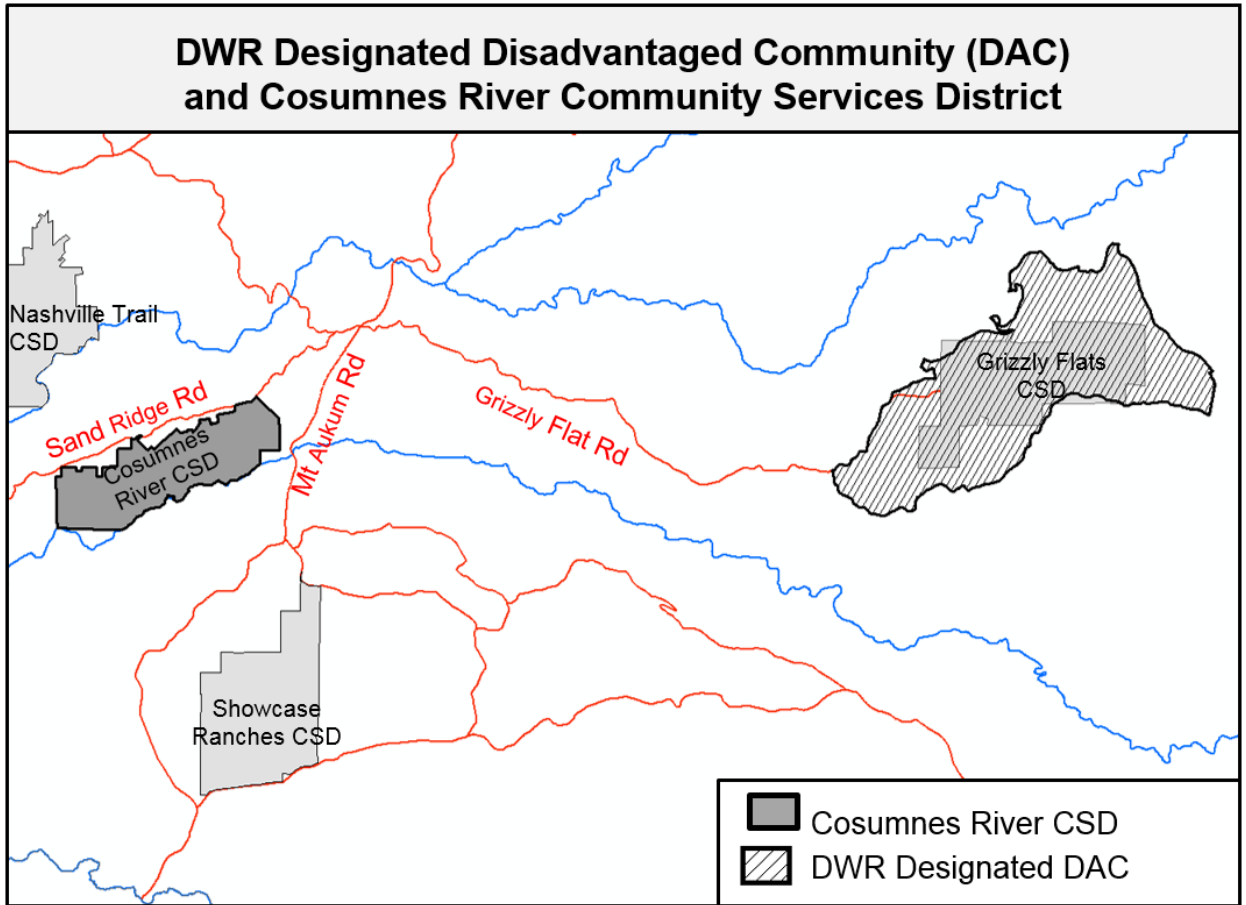 DWR Designated Disadvantaged Community (DAC)
and Cosumnes River Community Services District
Nashville Trail
CSD
Sand Ridge Rd
Cosumnes
River CSD
Mt Aukum Rd
Grizzly Flat Rd
Grizzly Flats
CSD
Showcase
Ranches CSD
Cosumnes River CSD
DWR Designated DAC